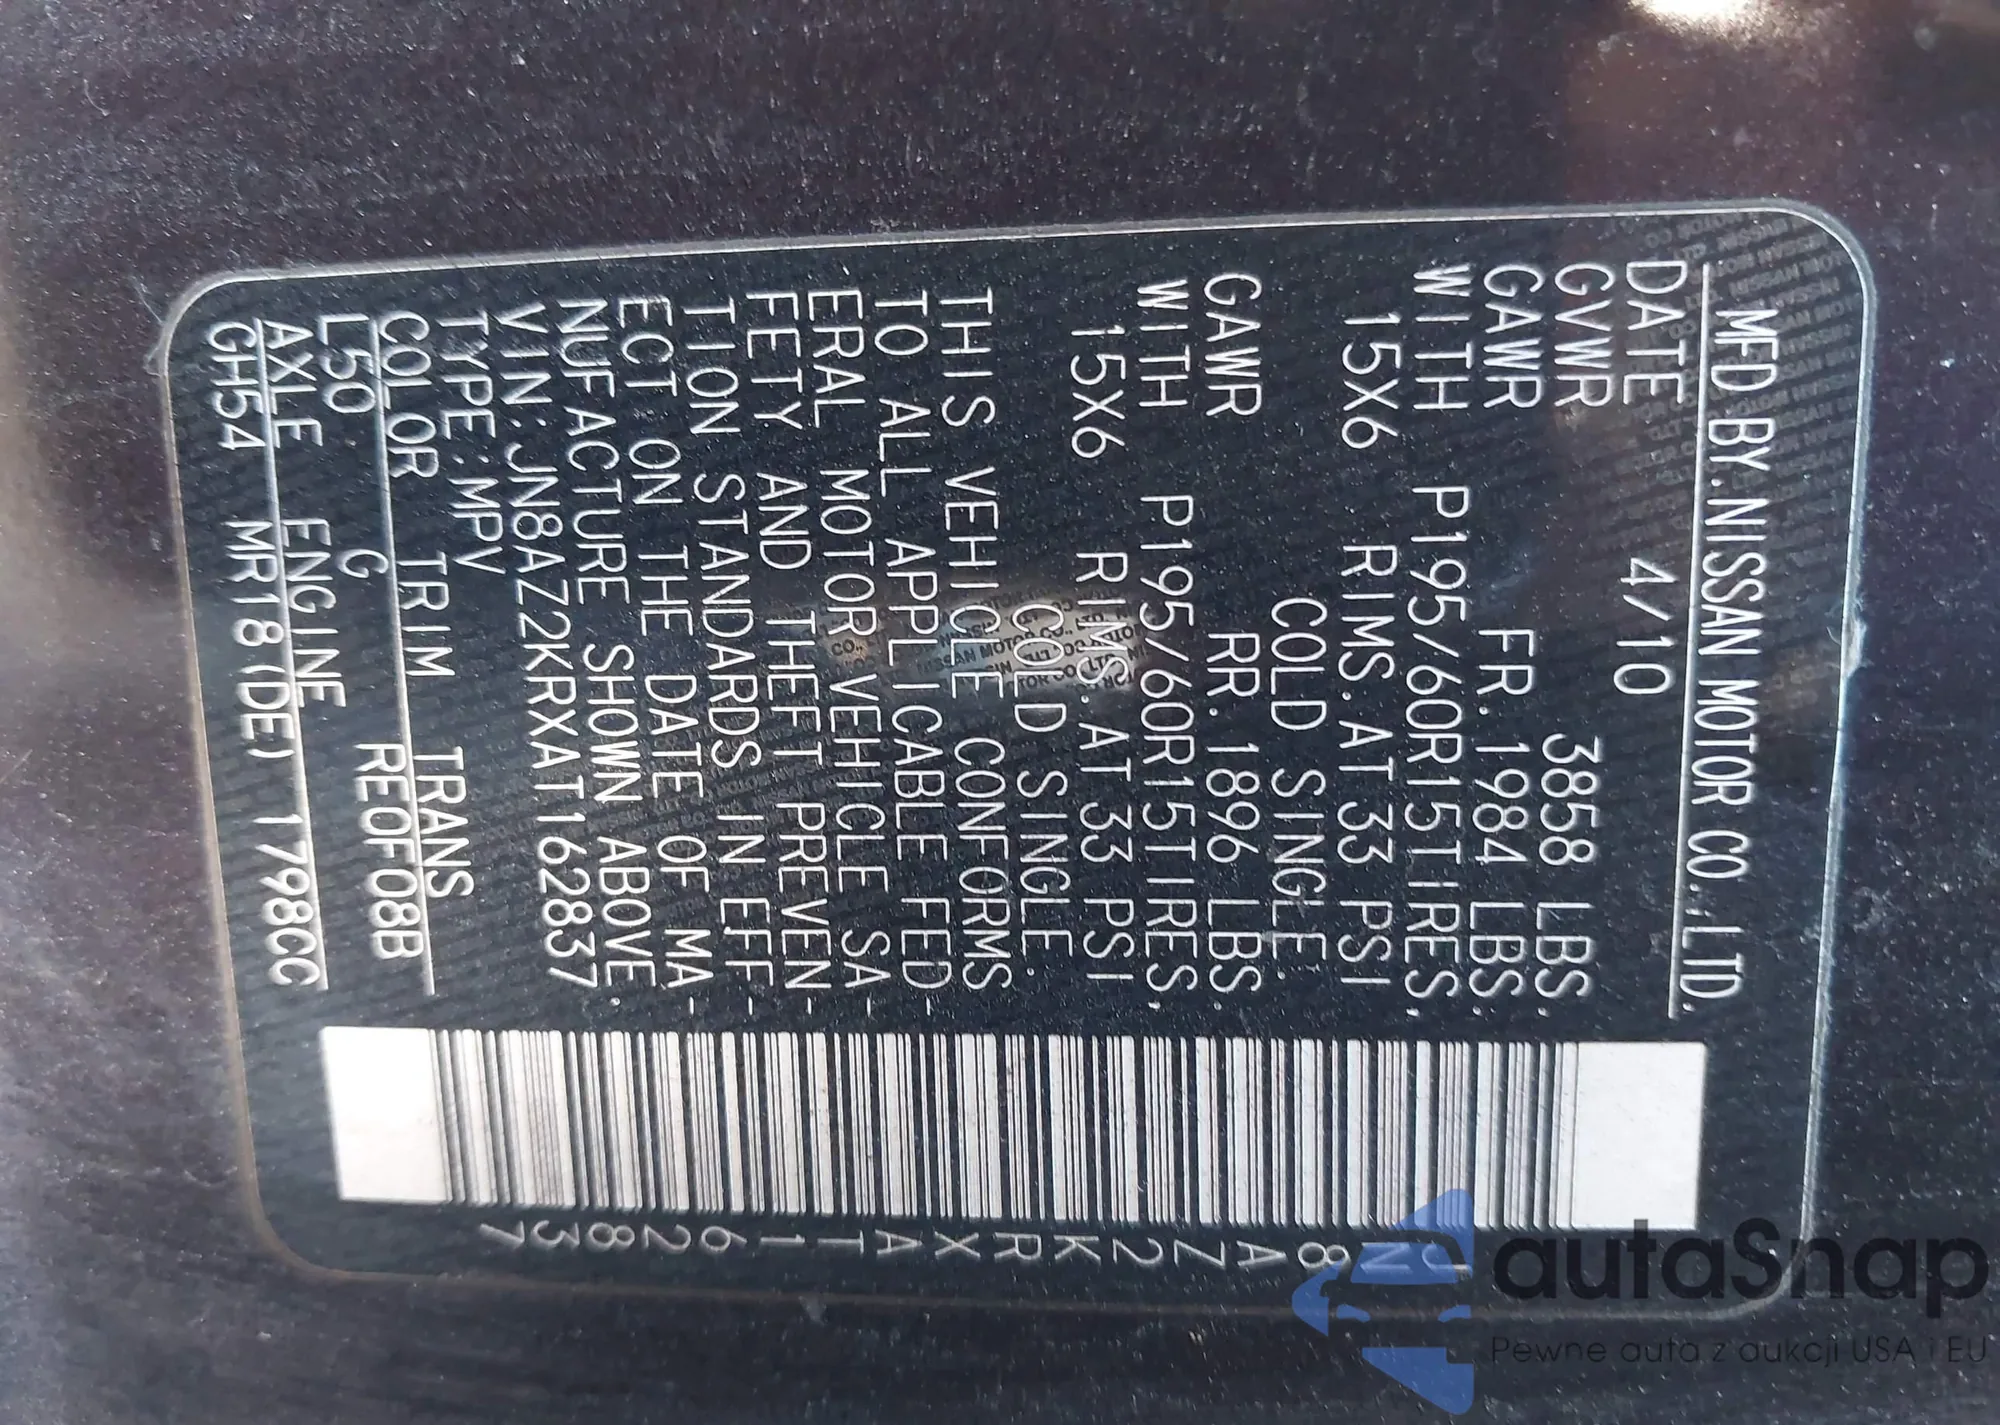 MFD BY.NISSAN MOTOR CO.,LTD.
DATE 4/10
GVWR 3858 LBS.
GAWR FR. 1984 LBS.
WITH P195/60R15TIRES,
15X6 RIMS.AT 33 PSI
COLD SINGLE.
GAWR RR. 1896 LBS.
WITH P195/60R15TIRES,
15X6 RIMS.AT 33 PSI
COLD SINGLE.
THIS VEHICLE CONFORMS
TO ALL APPLICABLE FED-
ERAL MOTOR VEHICLE SA-
FETY AND THEFT PREVEN-
TION STANDARDS IN EFF-
ECT ON THE DATE OF MA-
NUFACTURE SHOWN ABOVE.
VIN:JN8AZ2KRXAT162837
TYPE:MPV
COLOR TRIM TRANS
L50 G RE0F08B
AXLE ENGINE
GH54 MR18(DE) 1798CC
JN8AZ2KRXAT162837
autaSnap
Pewne auta z aukcji USA i EU